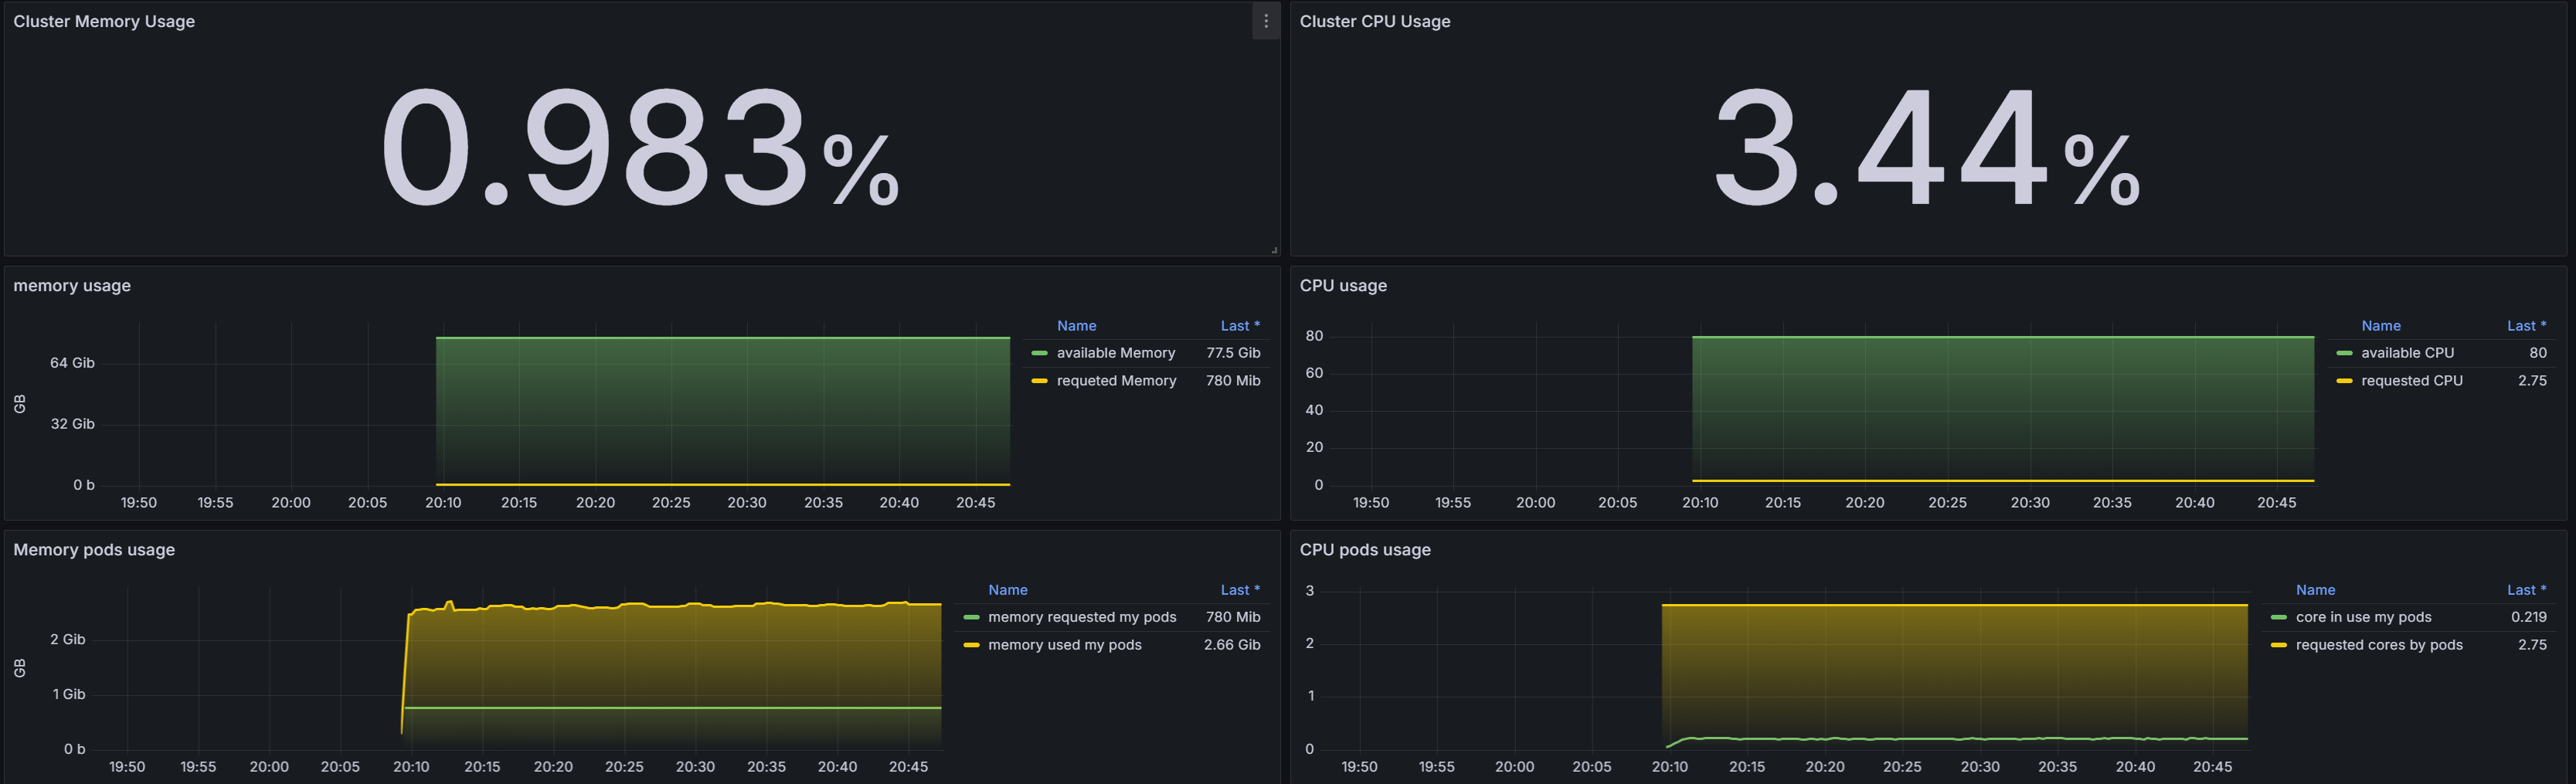 Cluster Memory Usage
0.983%
Cluster CPU Usage
3.44%
memory usage
GB
64 Gib
32 Gib
0 b
19:50 19:55 20:00 20:05 20:10 20:15 20:20 20:25 20:30 20:35 20:40 20:45
Name Last *
available Memory 77.5 Gib
requeted Memory 780 Mib
CPU usage
80
60
40
20
0
19:50 19:55 20:00 20:05 20:10 20:15 20:20 20:25 20:30 20:35 20:40 20:45
Name Last *
available CPU 80
requested CPU 2.75
Memory pods usage
GB
2 Gib
1 Gib
0 b
19:50 19:55 20:00 20:05 20:10 20:15 20:20 20:25 20:30 20:35 20:40 20:45
Name Last *
memory requested my pods 780 Mib
memory used my pods 2.66 Gib
CPU pods usage
3
2
1
0
19:50 19:55 20:00 20:05 20:10 20:15 20:20 20:25 20:30 20:35 20:40 20:45
Name Last *
core in use my pods 0.219
requested cores by pods 2.75